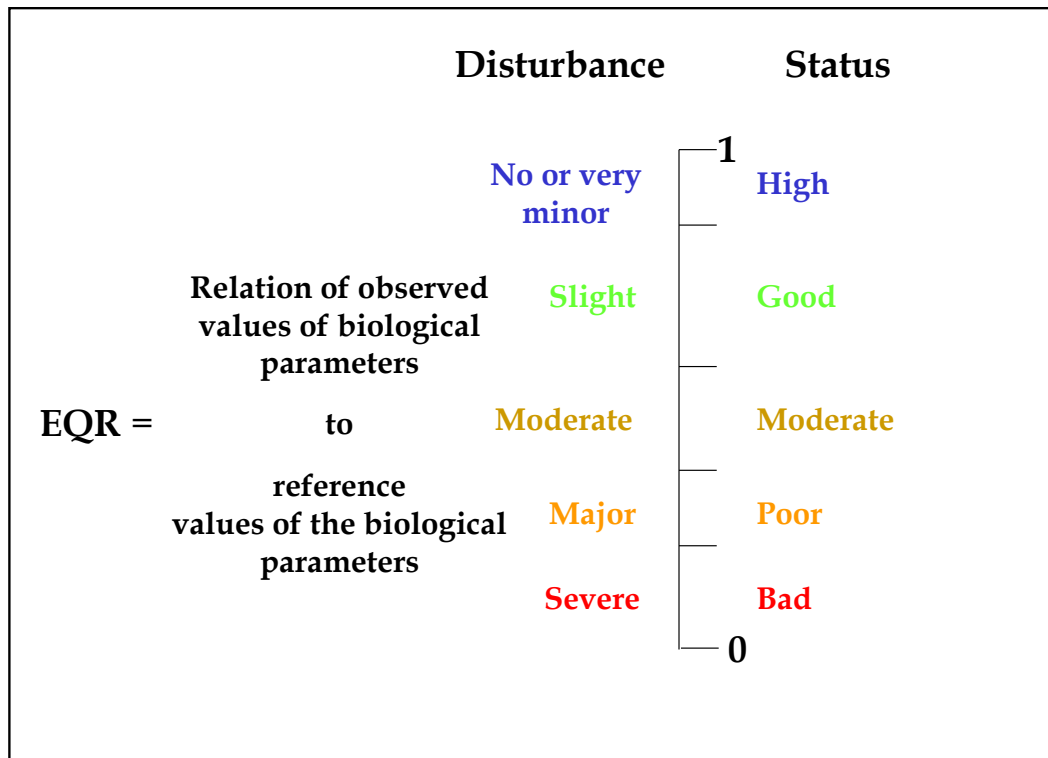 Disturbance Status
1
No or very
minor
High
Relation of observed
values of biological
parameters
Slight
Good
EQR =
to
Moderate
Moderate
reference
values of the biological
parameters
Major
Poor
Severe
Bad
0